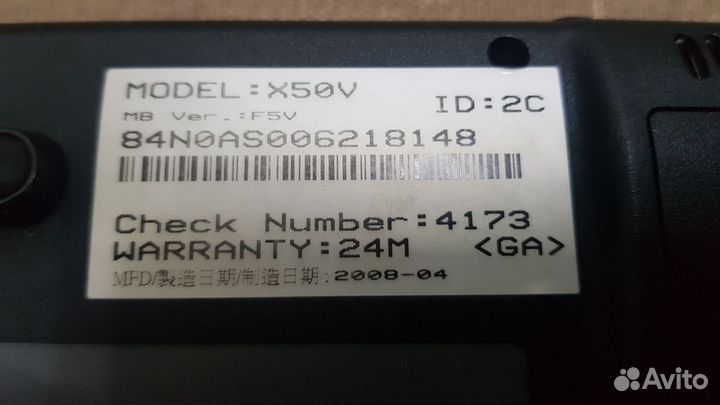 MODEL:X50V
ID:2C
MB Ver.:F5V
84N0AS006218148
Check Number:4173
WARRANTY:24M <GA>
MFD/製造日期/制造日期:2008-04
Avito